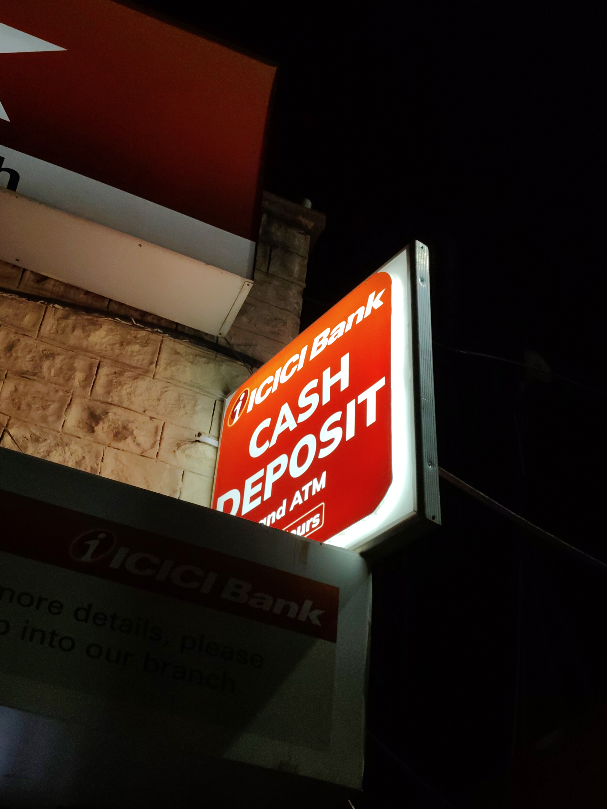 h
ICICI Bank
CASH
DEPOSIT
and ATM
ICICI Bank
more details, please
into our branch